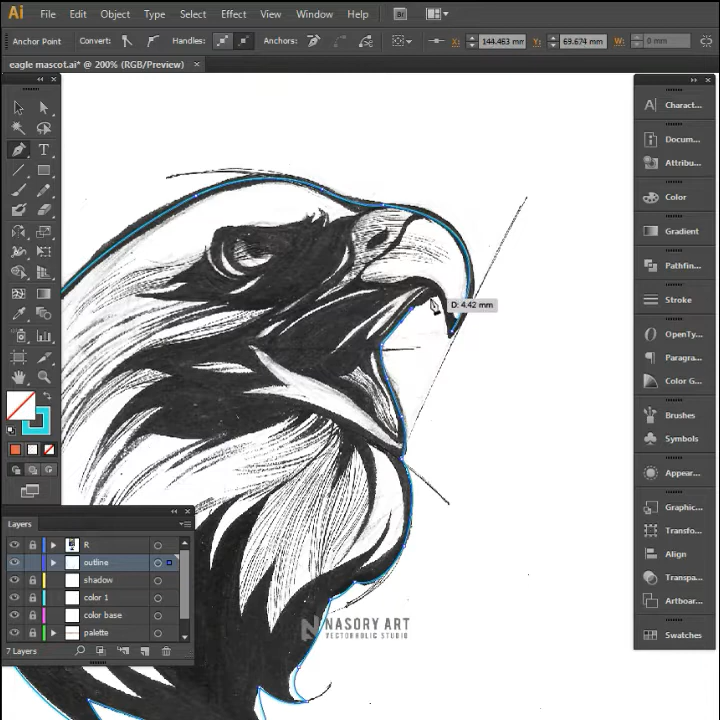 Ai File Edit Object Type Select Effect View Window Help Br
Anchor Point Convert: Handles: Anchors: X: 144.463 mm Y: 69.674 mm W: 0 mm
eagle mascot.ai* @ 200% (RGB/Preview) ×
Charact...
Docum...
Attribu...
Color
Gradient
Pathfin...
Stroke
D: 4.42 mm
OpenTy...
Paragra...
Color G...
Brushes
Symbols
Appear...
Graphic...
Transfo...
Align
Transpa...
Artboar...
Swatches
Layers
R
outline
shadow
color 1
color base
palette
7 Layers
NASORY ART
VECTORHOLIC STUDIO